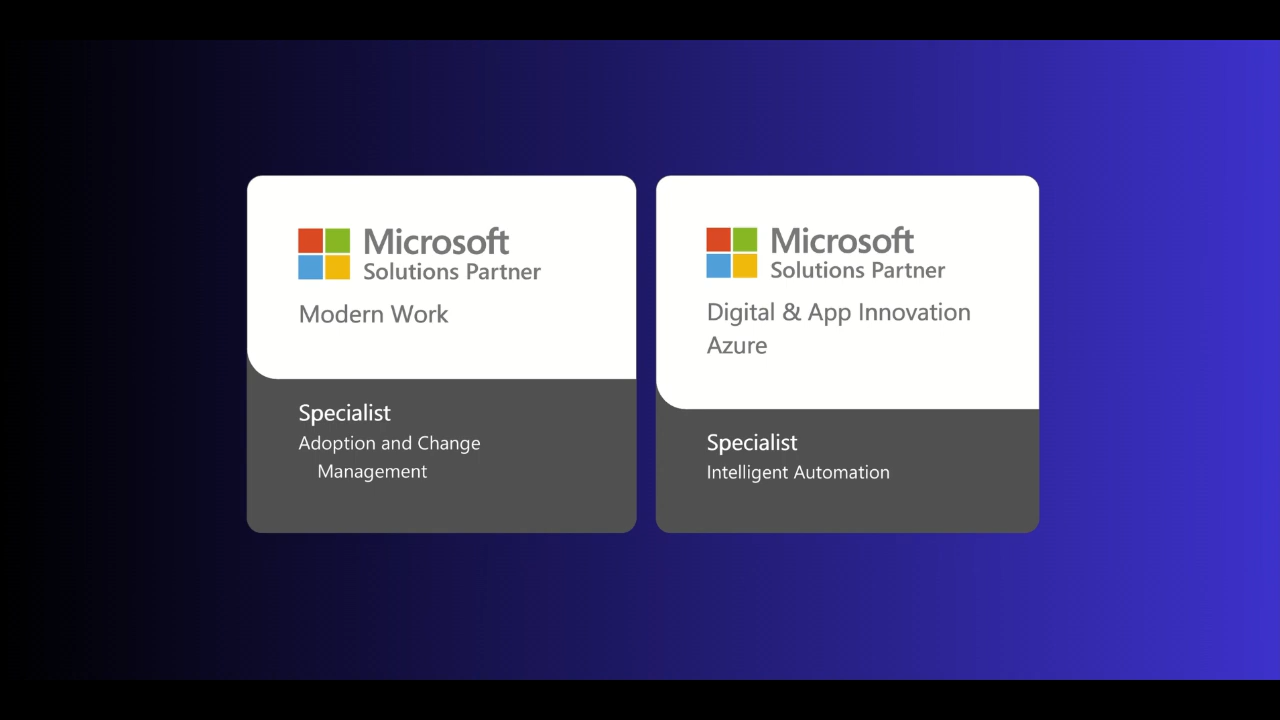 Microsoft
Solutions Partner
Modern Work
Specialist
Adoption and Change
Management
Microsoft
Solutions Partner
Digital & App Innovation
Azure
Specialist
Intelligent Automation